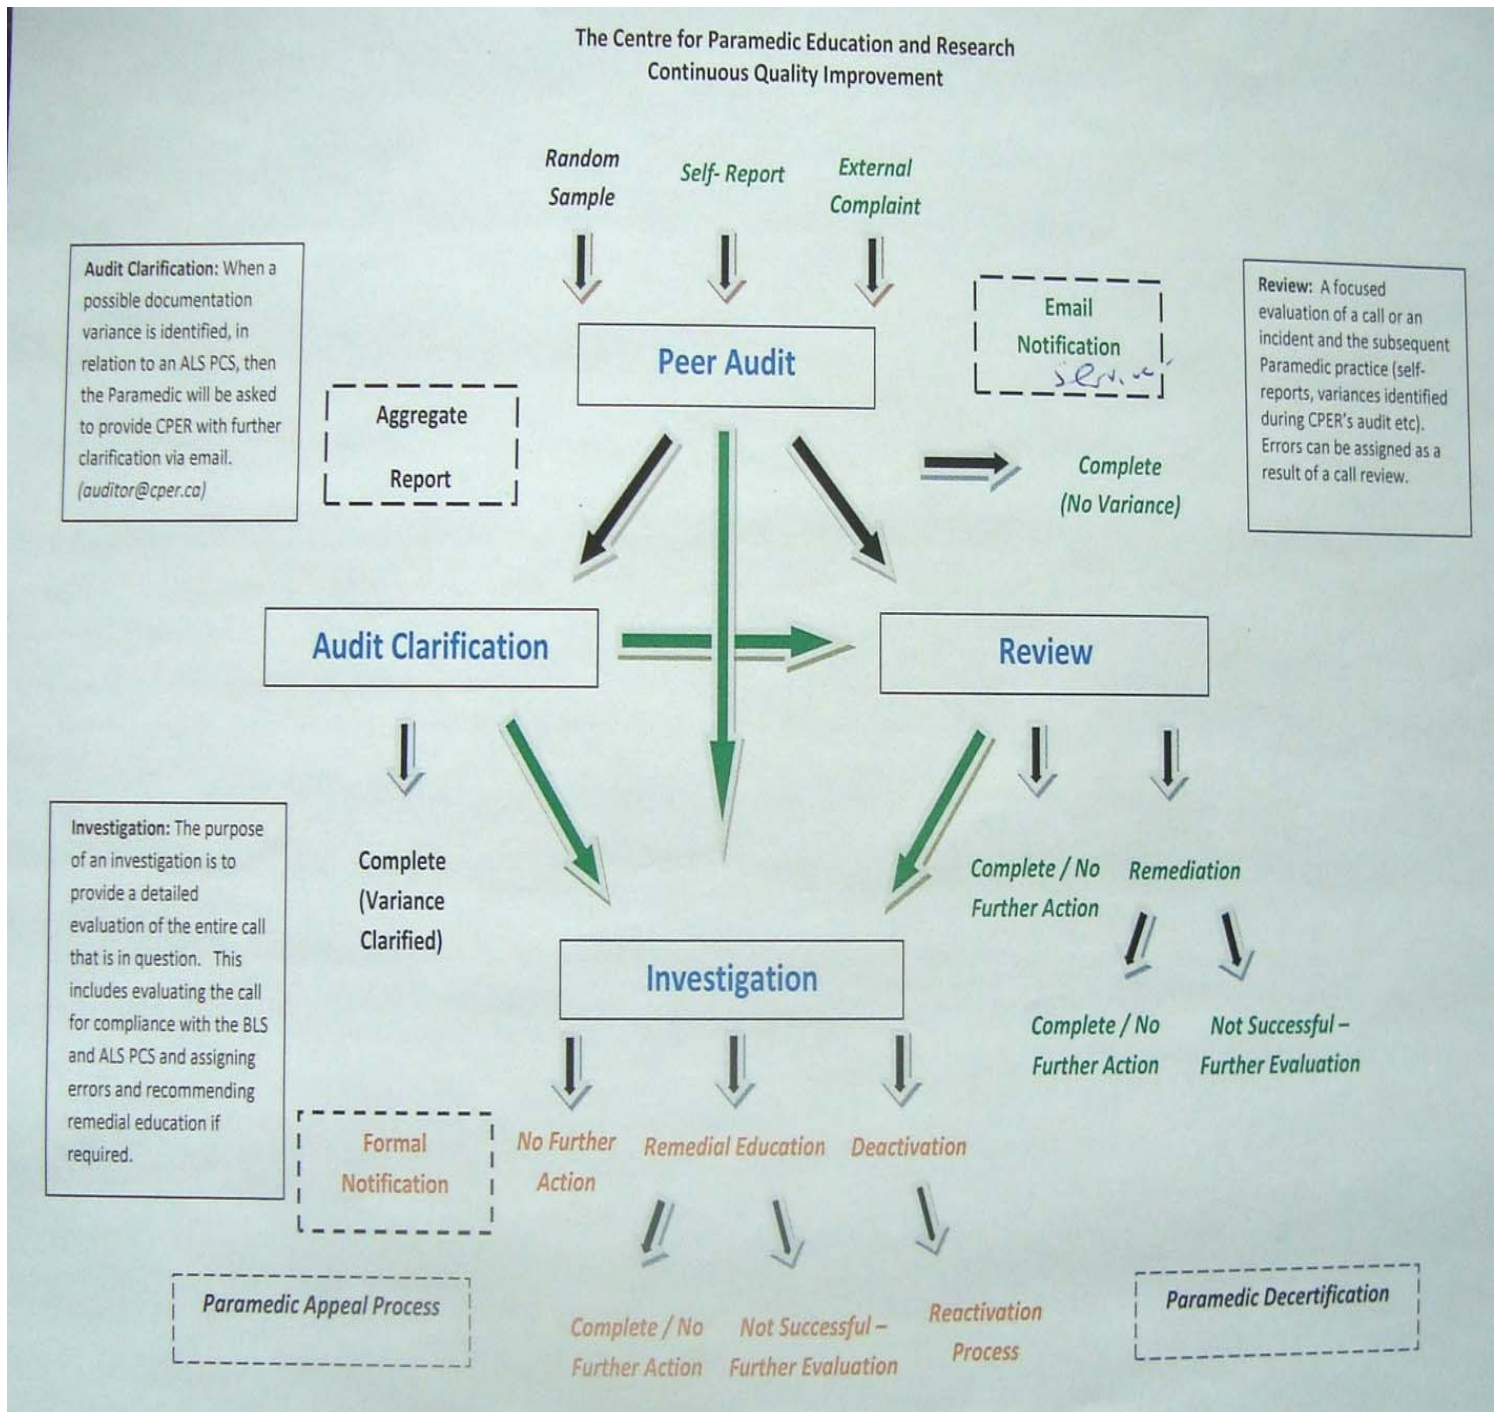 The Centre for Paramedic Education and Research
Continuous Quality Improvement
Random
Sample
Self- Report
External
Complaint
Audit Clarification: When a
possible documentation
variance is identified, in
relation to an ALS PCS, then
the Paramedic will be asked
to provide CPER with further
clarification via email.
(auditor@cper.ca)
Aggregate
Report
Peer Audit
Email
Notification
Complete
(No Variance)
Review: A focused
evaluation of a call or an
incident and the subsequent
Paramedic practice (self-
reports, variances identified
during CPER's audit etc).
Errors can be assigned as a
result of a call review.
Audit Clarification
Review
Complete
(Variance
Clarified)
Complete / No
Further Action
Remediation
Complete / No
Further Action
Not Successful –
Further Evaluation
Investigation: The purpose
of an investigation is to
provide a detailed
evaluation of the entire call
that is in question. This
includes evaluating the call
for compliance with the BLS
and ALS PCS and assigning
errors and recommending
remedial education if
required.
Investigation
Formal
Notification
No Further
Action
Remedial Education
Deactivation
Paramedic Appeal Process
Complete / No
Further Action
Not Successful –
Further Evaluation
Reactivation
Process
Paramedic Decertification